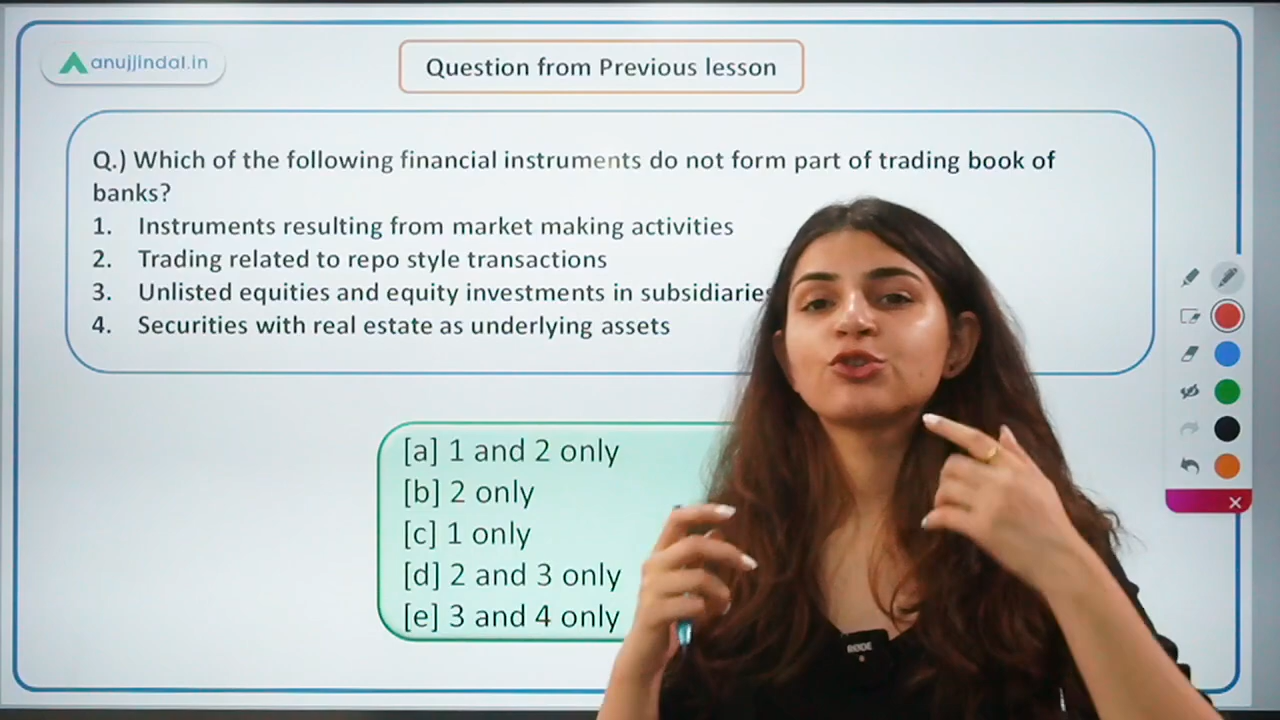 anujjindal.in
Question from Previous lesson
Q.) Which of the following financial instruments do not form part of trading book of
banks?
1. Instruments resulting from market making activities
2. Trading related to repo style transactions
3. Unlisted equities and equity investments in subsidiaries
4. Securities with real estate as underlying assets
[a] 1 and 2 only
[b] 2 only
[c] 1 only
[d] 2 and 3 only
[e] 3 and 4 only
RODE